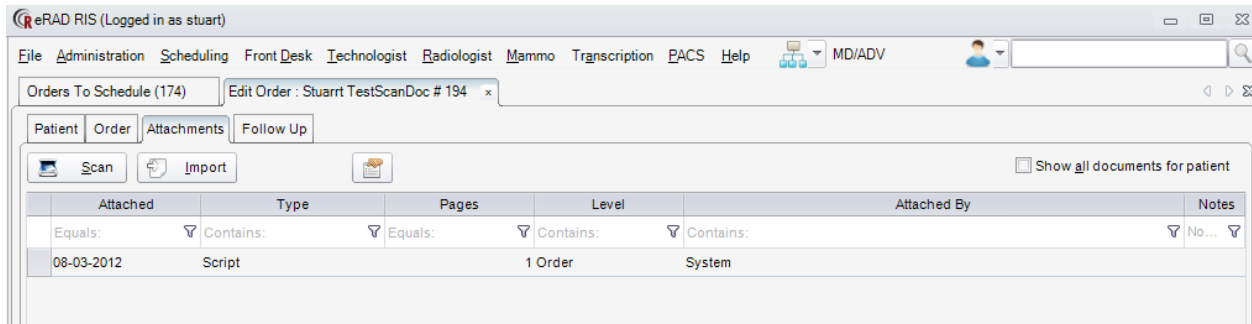 eRAD RIS (Logged in as stuart)
File Administration Scheduling Front Desk Technologist Radiologist Mammo Transcription PACS Help MD/ADV
Orders To Schedule (174) Edit Order : Stuarrt TestScanDoc # 194 x
Patient Order Attachments Follow Up
Scan Import Show all documents for patient
Attached Type Pages Level Attached By Notes
Equals: Contains: Equals: Contains: Contains: No...
08-03-2012 Script 1 Order System